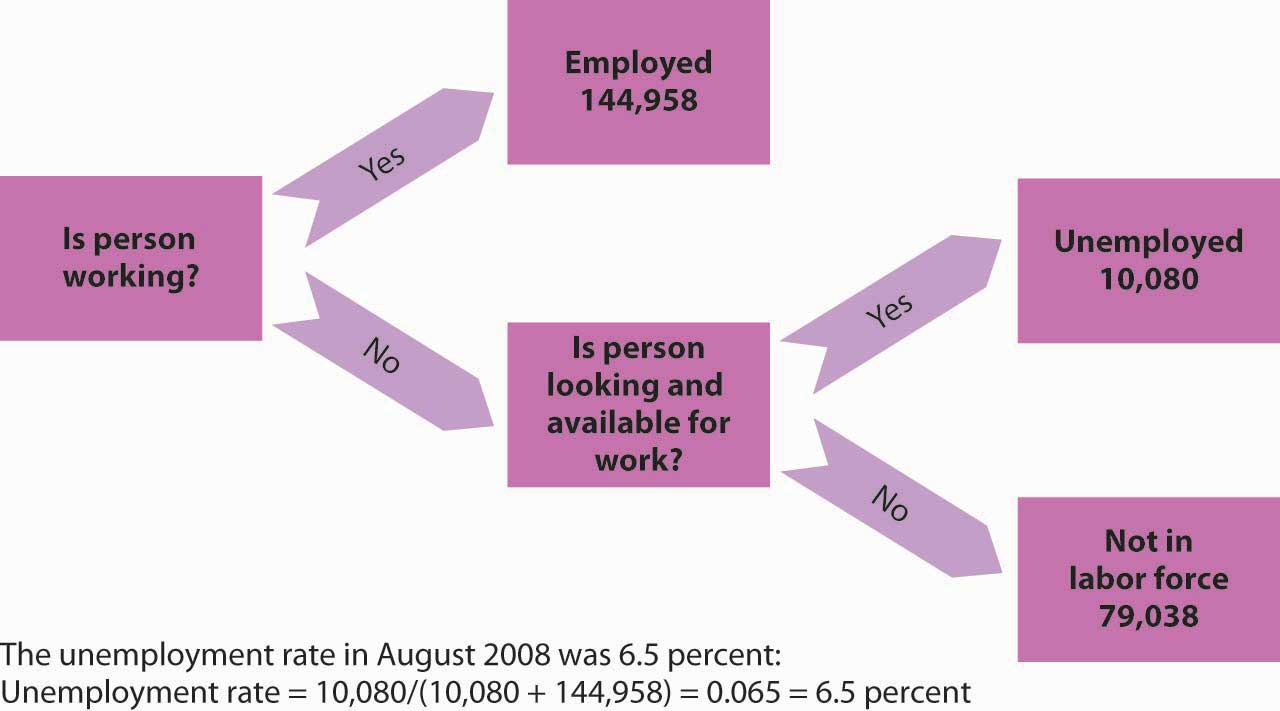 Employed
144,958
Yes
Is person
working?
No
Is person
looking and
available for
work?
Yes
Unemployed
10,080
No
Not in
labor force
79,038
The unemployment rate in August 2008 was 6.5 percent:
Unemployment rate = 10,080/(10,080 + 144,958) = 0.065 = 6.5 percent